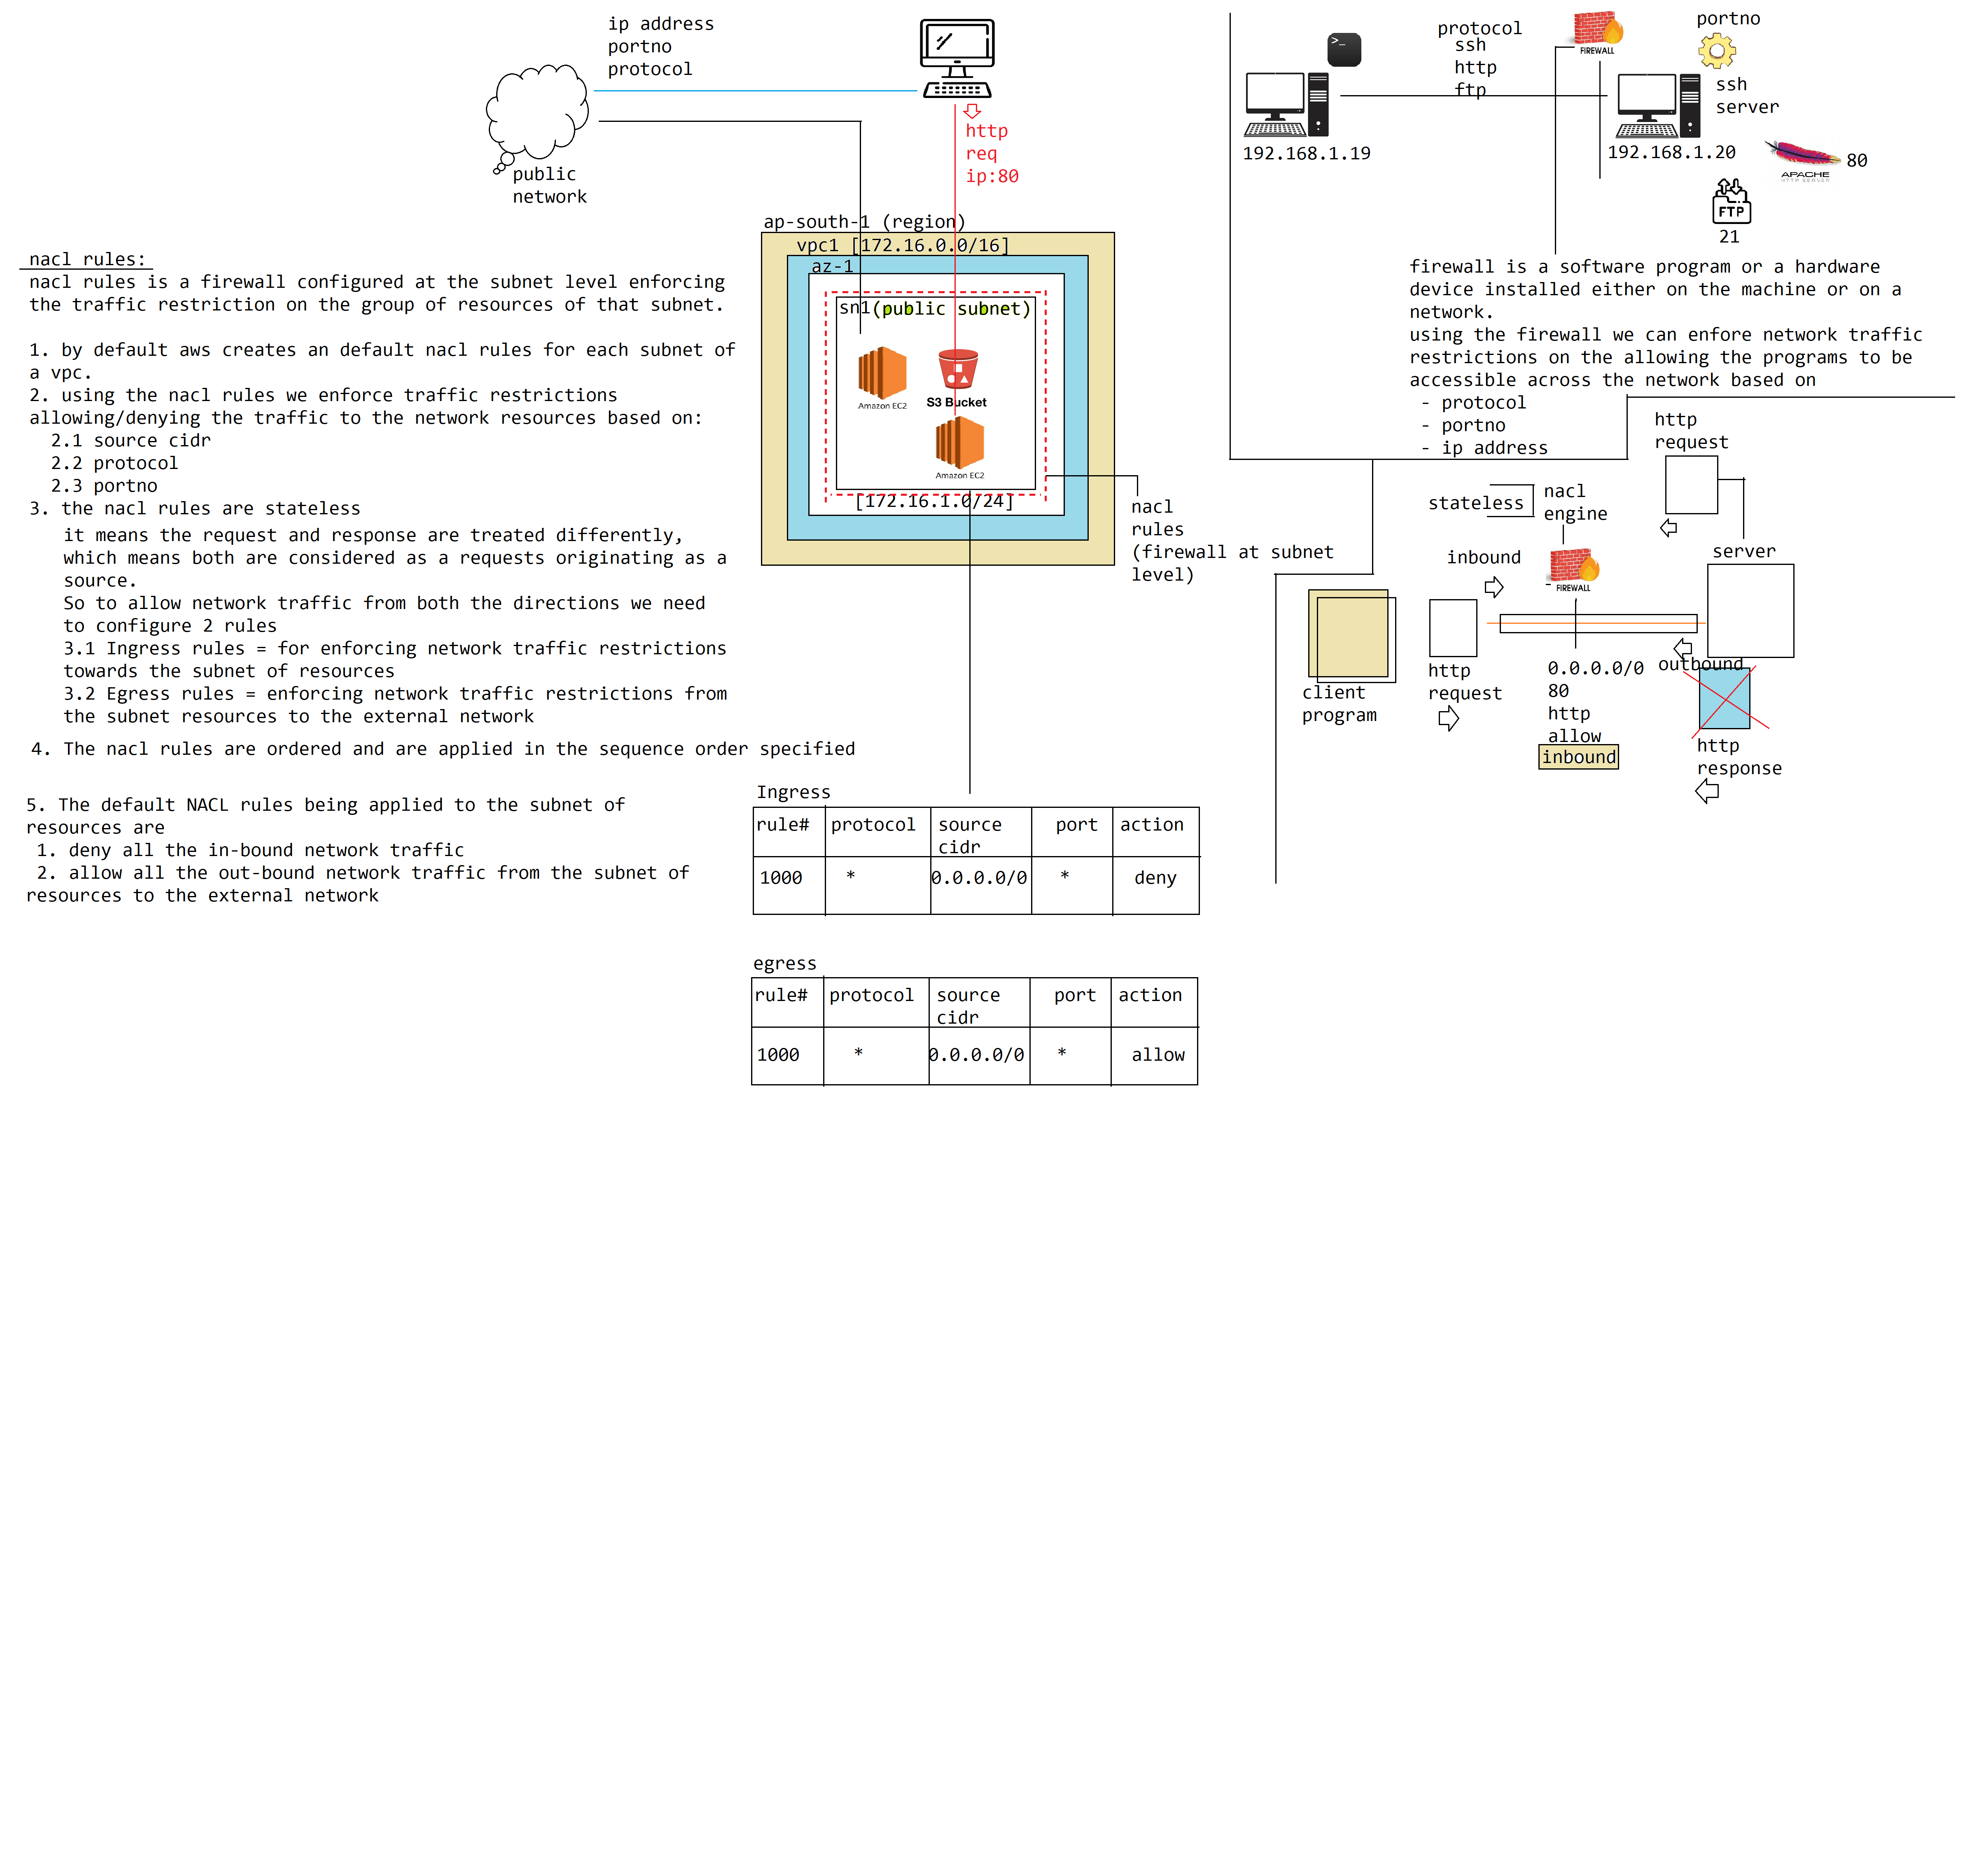 ip address
portno
protocol
public
network
http
req
ip:80
ap-south-1 (region)
vpc1 [172.16.0.0/16]
az-1
sn1(public subnet)
Amazon EC2
S3 Bucket
Amazon EC2
[172.16.1.0/24]
nacl
rules
(firewall at subnet
level)
nacl rules:
nacl rules is a firewall configured at the subnet level enforcing
the traffic restriction on the group of resources of that subnet.
1. by default aws creates an default nacl rules for each subnet of
a vpc.
2. using the nacl rules we enforce traffic restrictions
allowing/denying the traffic to the network resources based on:
2.1 source cidr
2.2 protocol
2.3 portno
3. the nacl rules are stateless
it means the request and response are treated differently,
which means both are considered as a requests originating as a
source.
So to allow network traffic from both the directions we need
to configure 2 rules
3.1 Ingress rules = for enforcing network traffic restrictions
towards the subnet of resources
3.2 Egress rules = enforcing network traffic restrictions from
the subnet resources to the external network
4. The nacl rules are ordered and are applied in the sequence order specified
5. The default NACL rules being applied to the subnet of
resources are
1. deny all the in-bound network traffic
2. allow all the out-bound network traffic from the subnet of
resources to the external network
Ingress
rule# protocol source port action
cidr
1000 * 0.0.0.0/0 * deny
egress
rule# protocol source port action
cidr
1000 * 0.0.0.0/0 * allow
>_
192.168.1.19
protocol
ssh
http
ftp
FIREWALL
portno
ssh
server
192.168.1.20
APACHE
HTTP SERVER
80
FTP
21
firewall is a software program or a hardware
device installed either on the machine or on a
network.
using the firewall we can enfore network traffic
restrictions on the allowing the programs to be
accessible across the network based on
- protocol
- portno
- ip address
http
request
stateless
nacl
engine
inbound
-
FIREWALL
server
client
program
http
request
0.0.0.0/0
80
http
allow
inbound
outbound
http
response